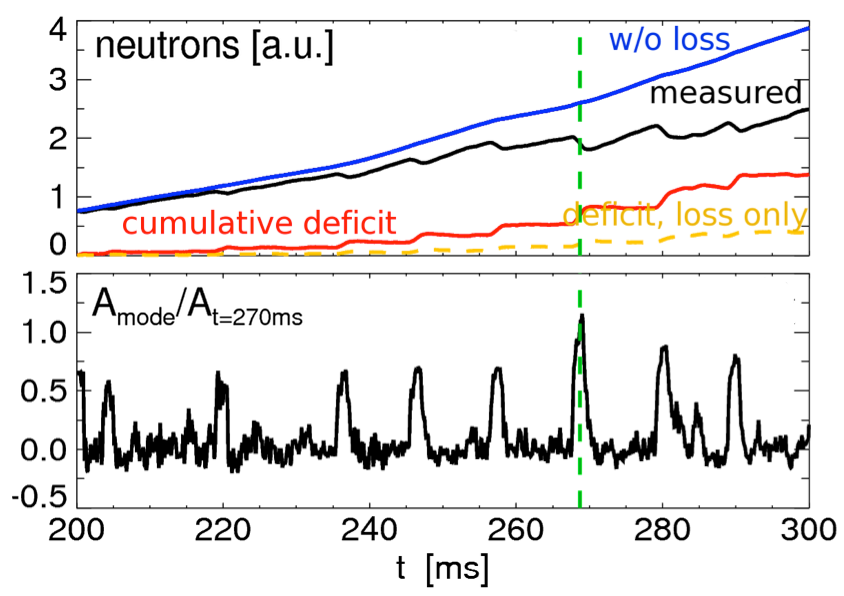 neutrons [a.u.]
w/o loss
measured
cumulative deficit
deficit, loss only
4
3
2
1
0
A_mode/A_t=270ms
1.5
1.0
0.5
0.0
-0.5
200 220 240 260 280 300
t [ms]